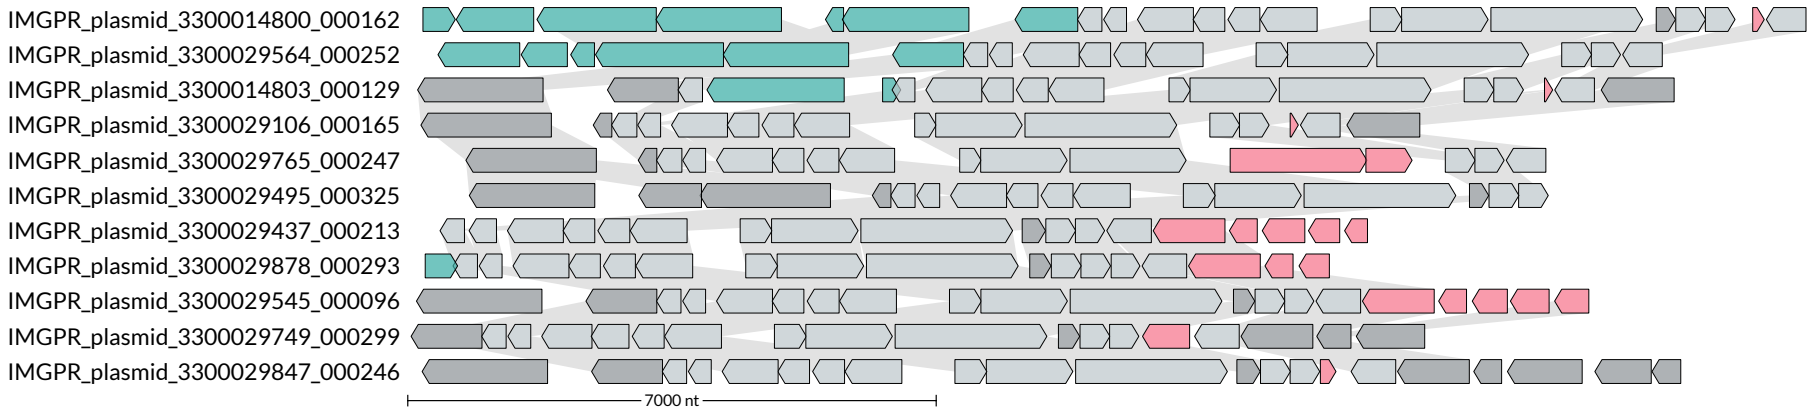 IMGPR_plasmid_3300014800_000162
IMGPR_plasmid_3300029564_000252
IMGPR_plasmid_3300014803_000129
IMGPR_plasmid_3300029106_000165
IMGPR_plasmid_3300029765_000247
IMGPR_plasmid_3300029495_000325
IMGPR_plasmid_3300029437_000213
IMGPR_plasmid_3300029878_000293
IMGPR_plasmid_3300029545_000096
IMGPR_plasmid_3300029749_000299
IMGPR_plasmid_3300029847_000246
7000 nt